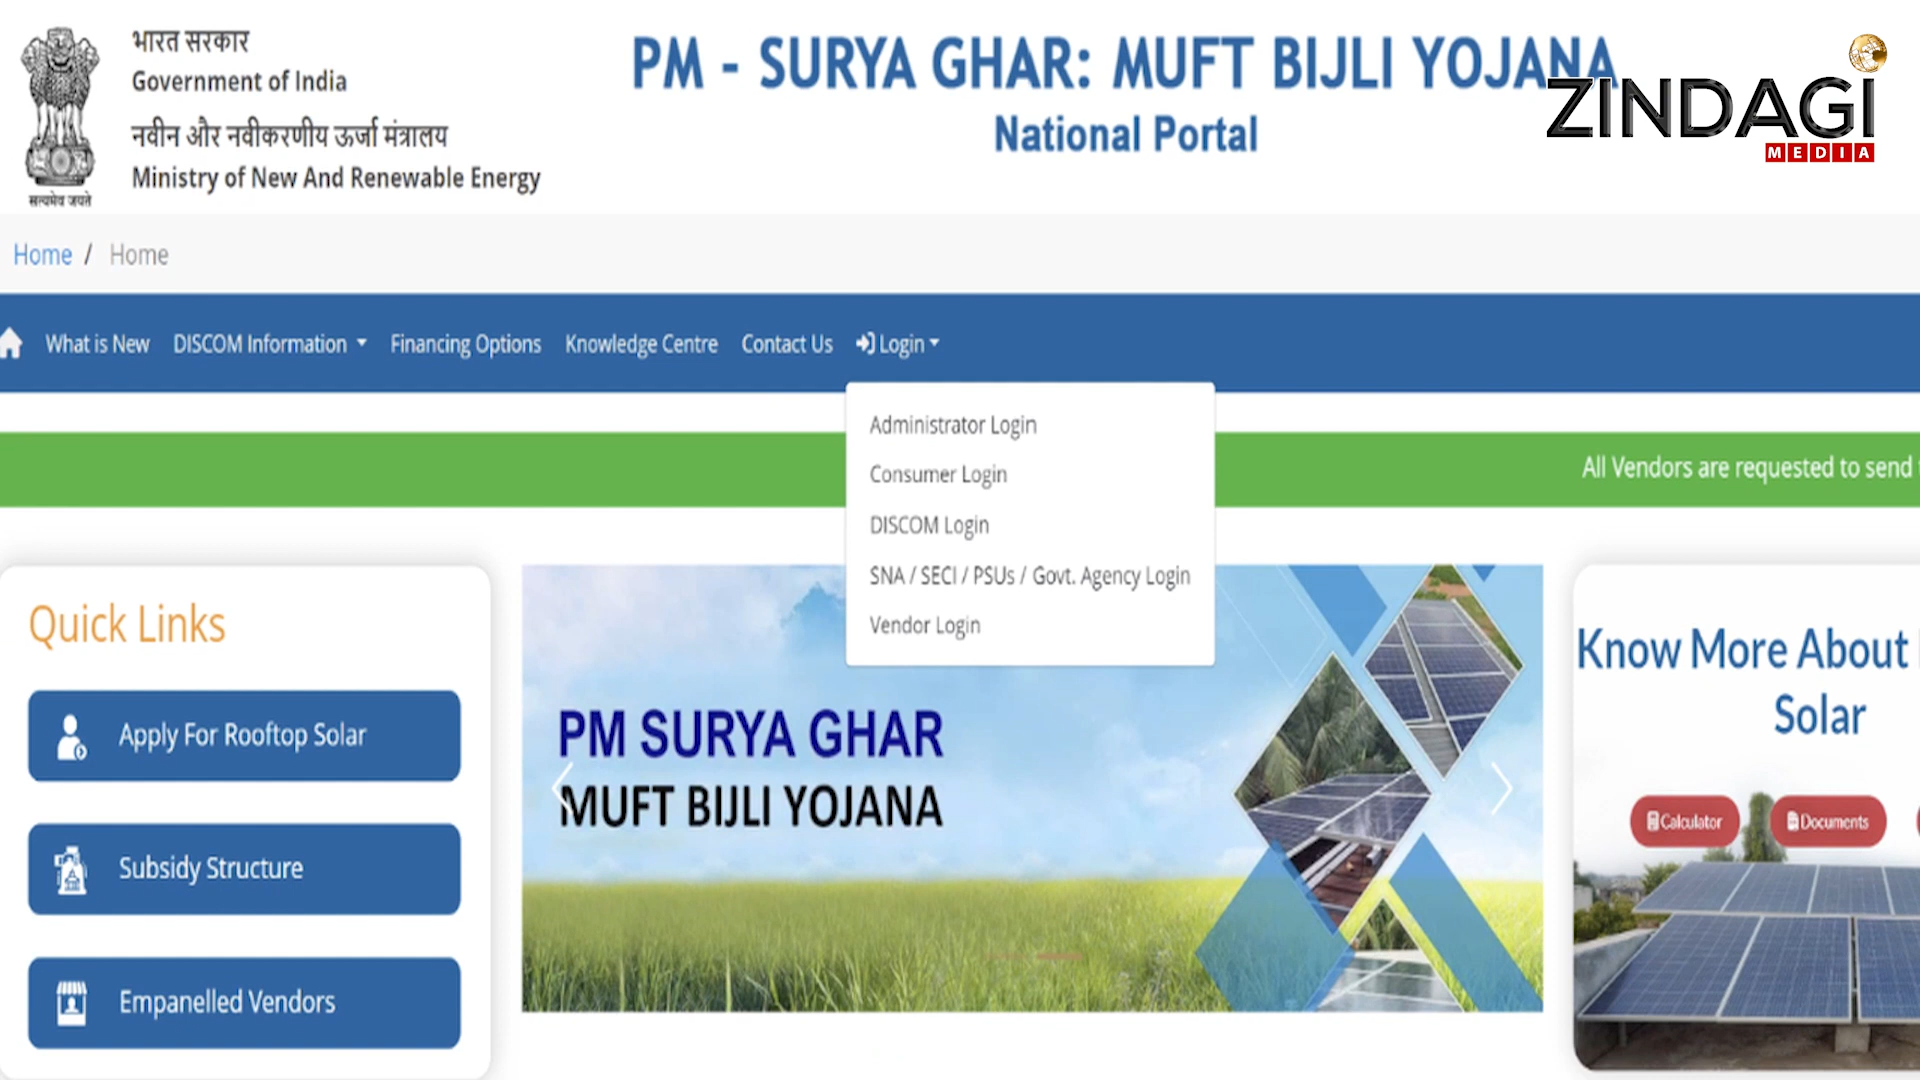 भारत सरकार
Government of India
नवीन और नवीकरणीय ऊर्जा मंत्रालय
Ministry of New And Renewable Energy
सत्यमेव जयते
PM - SURYA GHAR: MUFT BIJLI YOJANA
National Portal
ZINDAGI
MEDIA
Home / Home
What is New DISCOM Information Financing Options Knowledge Centre Contact Us Login
Administrator Login
Consumer Login
DISCOM Login
SNA / SECI / PSUs / Govt. Agency Login
Vendor Login
All Vendors are requested to send
Quick Links
Apply For Rooftop Solar
Subsidy Structure
Empanelled Vendors
PM SURYA GHAR
MUFT BIJLI YOJANA
Know More About
Solar
Calculator Documents